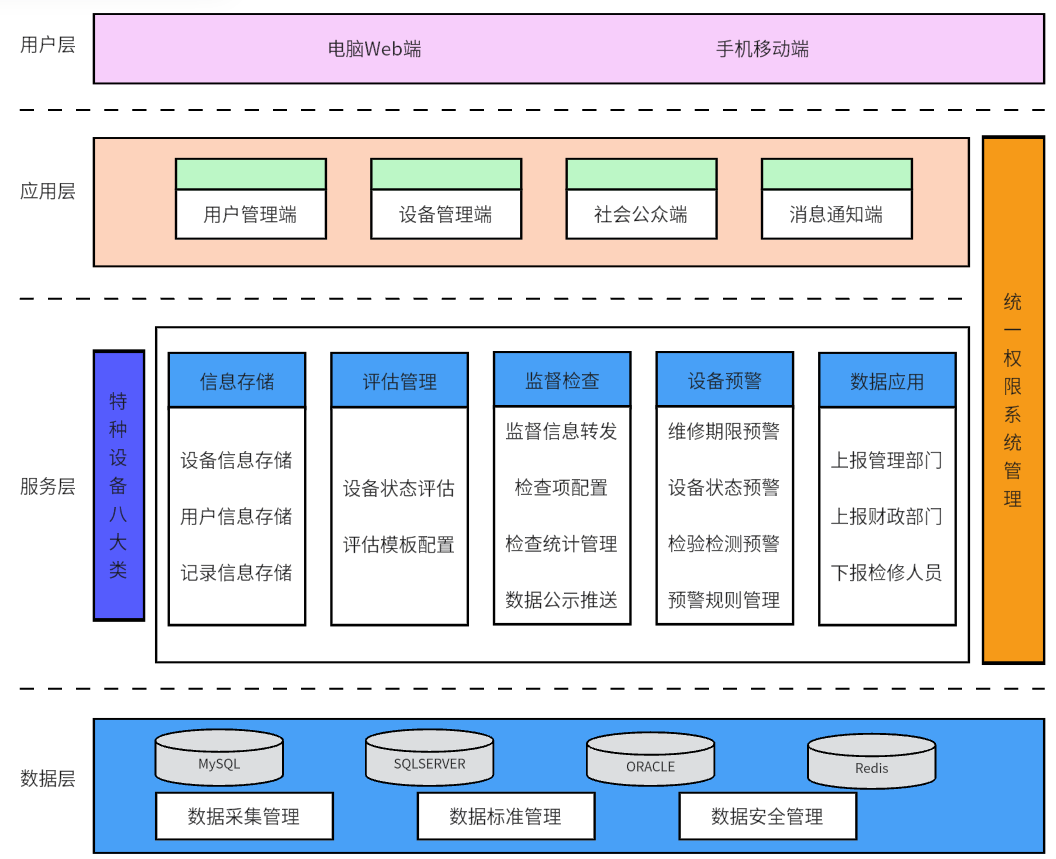 用户层
电脑Web端
手机移动端
应用层
用户管理端
设备管理端
社会公众端
消息通知端
统一权限系统管理
服务层
特种设备八大类
信息存储
设备信息存储
用户信息存储
记录信息存储
评估管理
设备状态评估
评估模板配置
监督检查
监督信息转发
检查项配置
检查统计管理
数据公示推送
设备预警
维修期限预警
设备状态预警
检验检测预警
预警规则管理
数据应用
上报管理部门
上报财政部门
下报检修人员
数据层
MySQL
SQLSERVER
ORACLE
Redis
数据采集管理
数据标准管理
数据安全管理